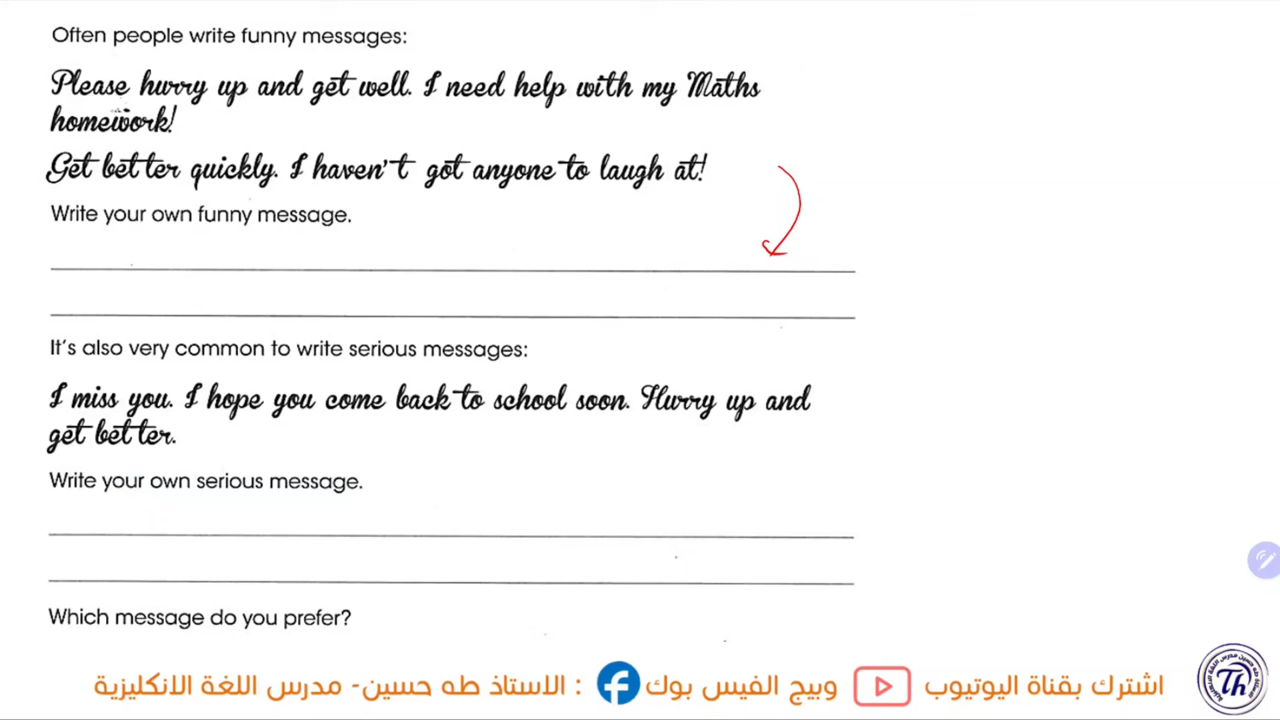 Often people write funny messages:
Please hurry up and get well. I need help with my Maths
homework!
Get better quickly. I haven't got anyone to laugh at!
Write your own funny message.
It's also very common to write serious messages:
I miss you. I hope you come back to school soon. Hurry up and
get better.
Write your own serious message.
Which message do you prefer?
اشترك بقناة اليوتيوب وبيج الفيس بوك : الاستاذ طه حسين- مدرس اللغة الانكليزية
Th